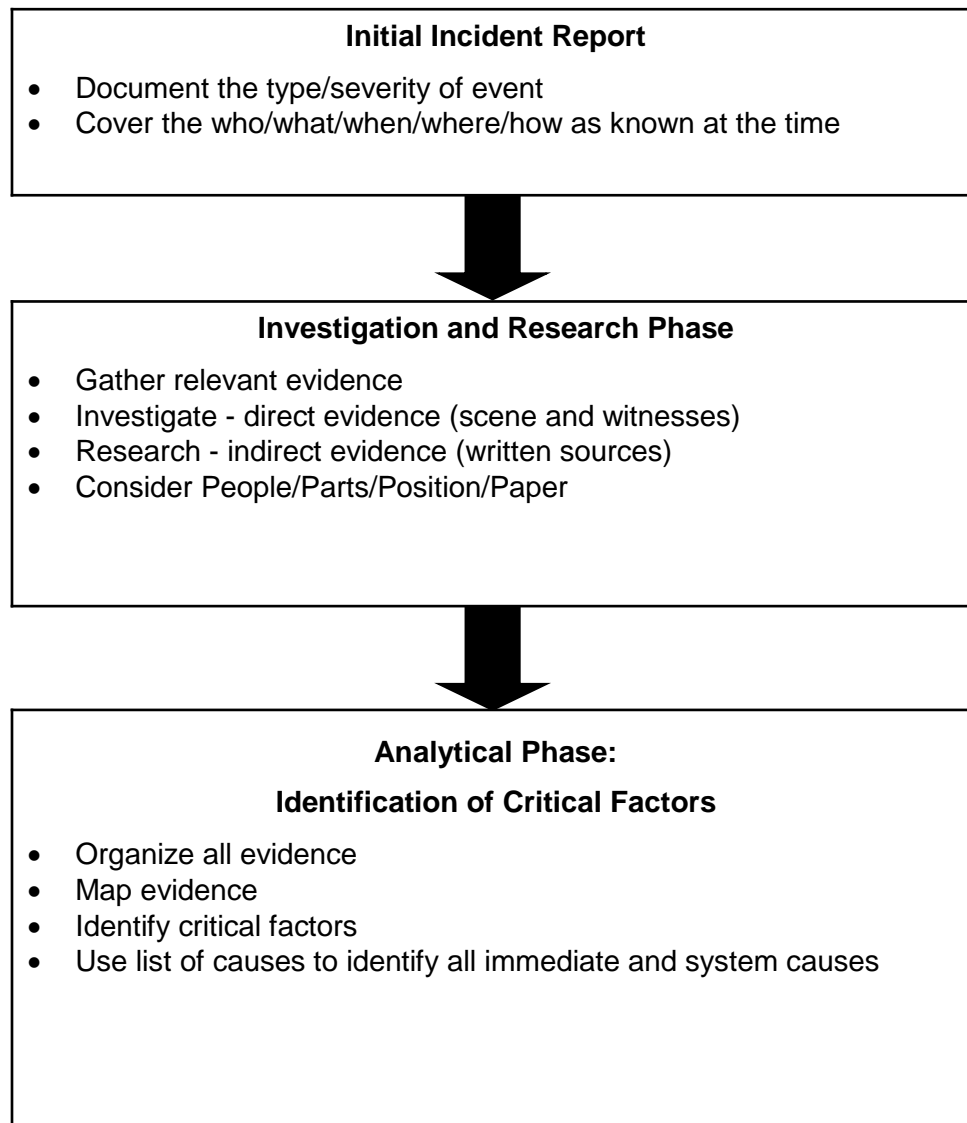 Initial Incident Report
• Document the type/severity of event
• Cover the who/what/when/where/how as known at the time
Investigation and Research Phase
• Gather relevant evidence
• Investigate - direct evidence (scene and witnesses)
• Research - indirect evidence (written sources)
• Consider People/Parts/Position/Paper
Analytical Phase:
Identification of Critical Factors
• Organize all evidence
• Map evidence
• Identify critical factors
• Use list of causes to identify all immediate and system causes